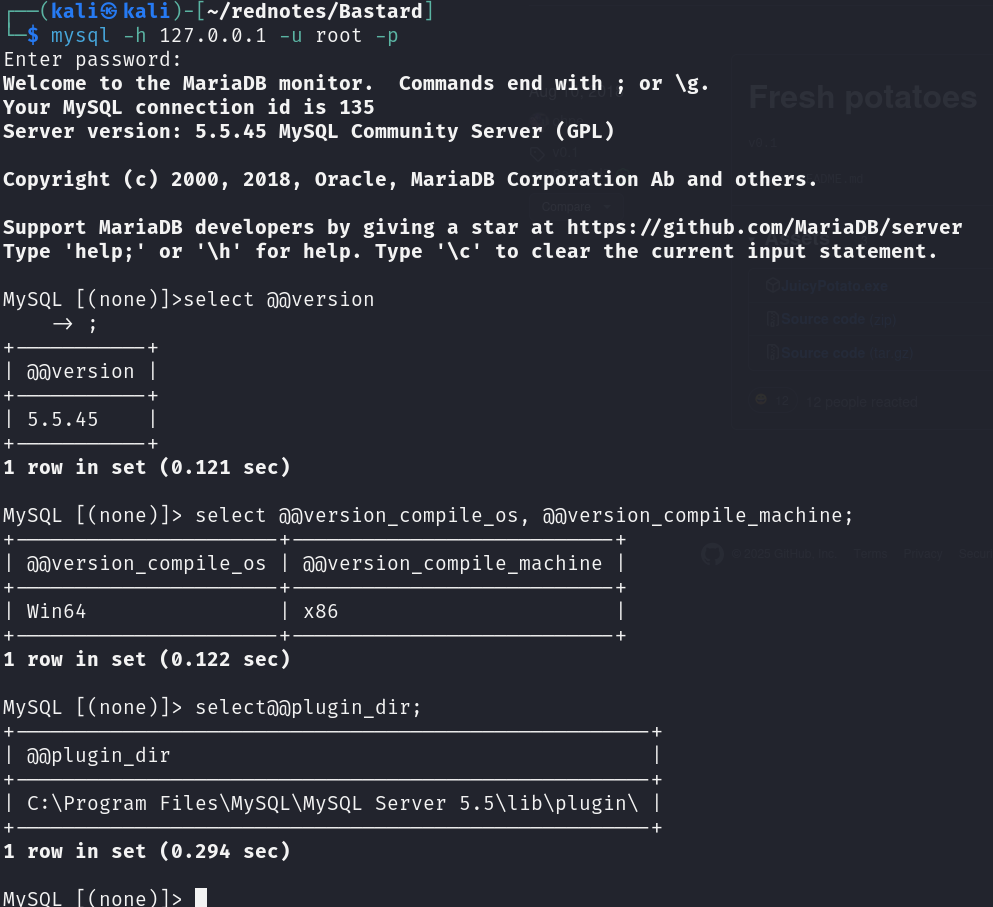 ┌──(kali㉿kali)-[~/rednotes/Bastard]
└─$ mysql -h 127.0.0.1 -u root -p
Enter password:
Welcome to the MariaDB monitor.  Commands end with ; or \g.
Your MySQL connection id is 135
Server version: 5.5.45 MySQL Community Server (GPL)

Copyright (c) 2000, 2018, Oracle, MariaDB Corporation Ab and others.

Support MariaDB developers by giving a star at https://github.com/MariaDB/server
Type 'help;' or '\h' for help. Type '\c' to clear the current input statement.

MySQL [(none)]>select @@version
    -> ;
+-----------+
| @@version |
+-----------+
| 5.5.45    |
+-----------+
1 row in set (0.121 sec)

MySQL [(none)]> select @@version_compile_os, @@version_compile_machine;
+----------------------+---------------------------+
| @@version_compile_os | @@version_compile_machine |
+----------------------+---------------------------+
| Win64                | x86                       |
+----------------------+---------------------------+
1 row in set (0.122 sec)

MySQL [(none)]> select@@plugin_dir;
+-----------------------------------------------------+
| @@plugin_dir                                        |
+-----------------------------------------------------+
| C:\Program Files\MySQL\MySQL Server 5.5\lib\plugin\ |
+-----------------------------------------------------+
1 row in set (0.294 sec)

MySQL [(none)]>
Fresh potatoes
v0.1
v0.1
Compare
Assets
JuicyPotato.exe
Source code (zip)
Source code (tar.gz)
12
12 people reacted
© 2025 GitHub, Inc.
Terms
Privacy